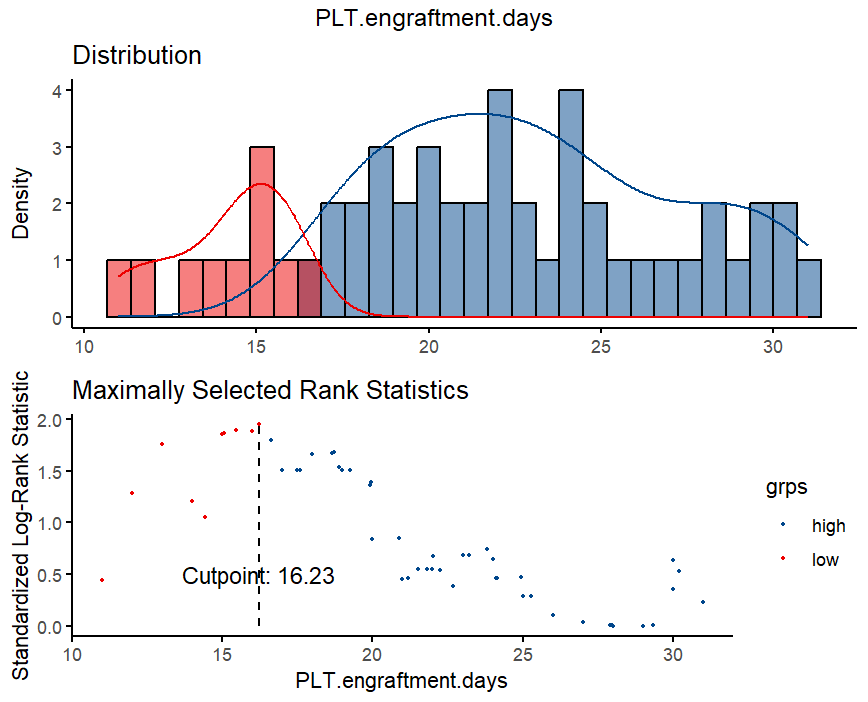 PLT.engraftment.days
Distribution
Density
4
3
2
1
0
10 15 20 25 30
Maximally Selected Rank Statistics
Standardized Log-Rank Statistic
2.0
1.5
1.0
0.5
0.0
Cutpoint: 16.23
10 15 20 25 30
PLT.engraftment.days
grps
high
low